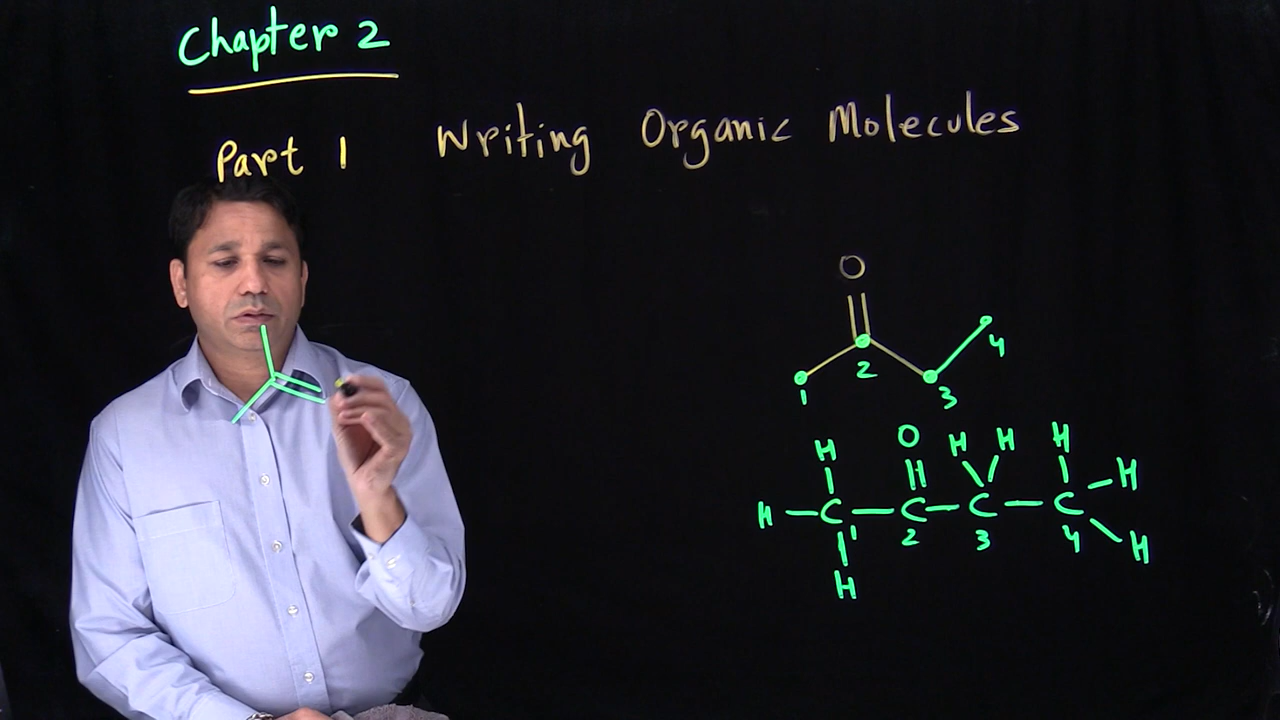 Chapter 2
Part 1 Writing Organic Molecules
O
4
1 2 3
H O H H H H
H C C C C
1 2 3 4 H
H